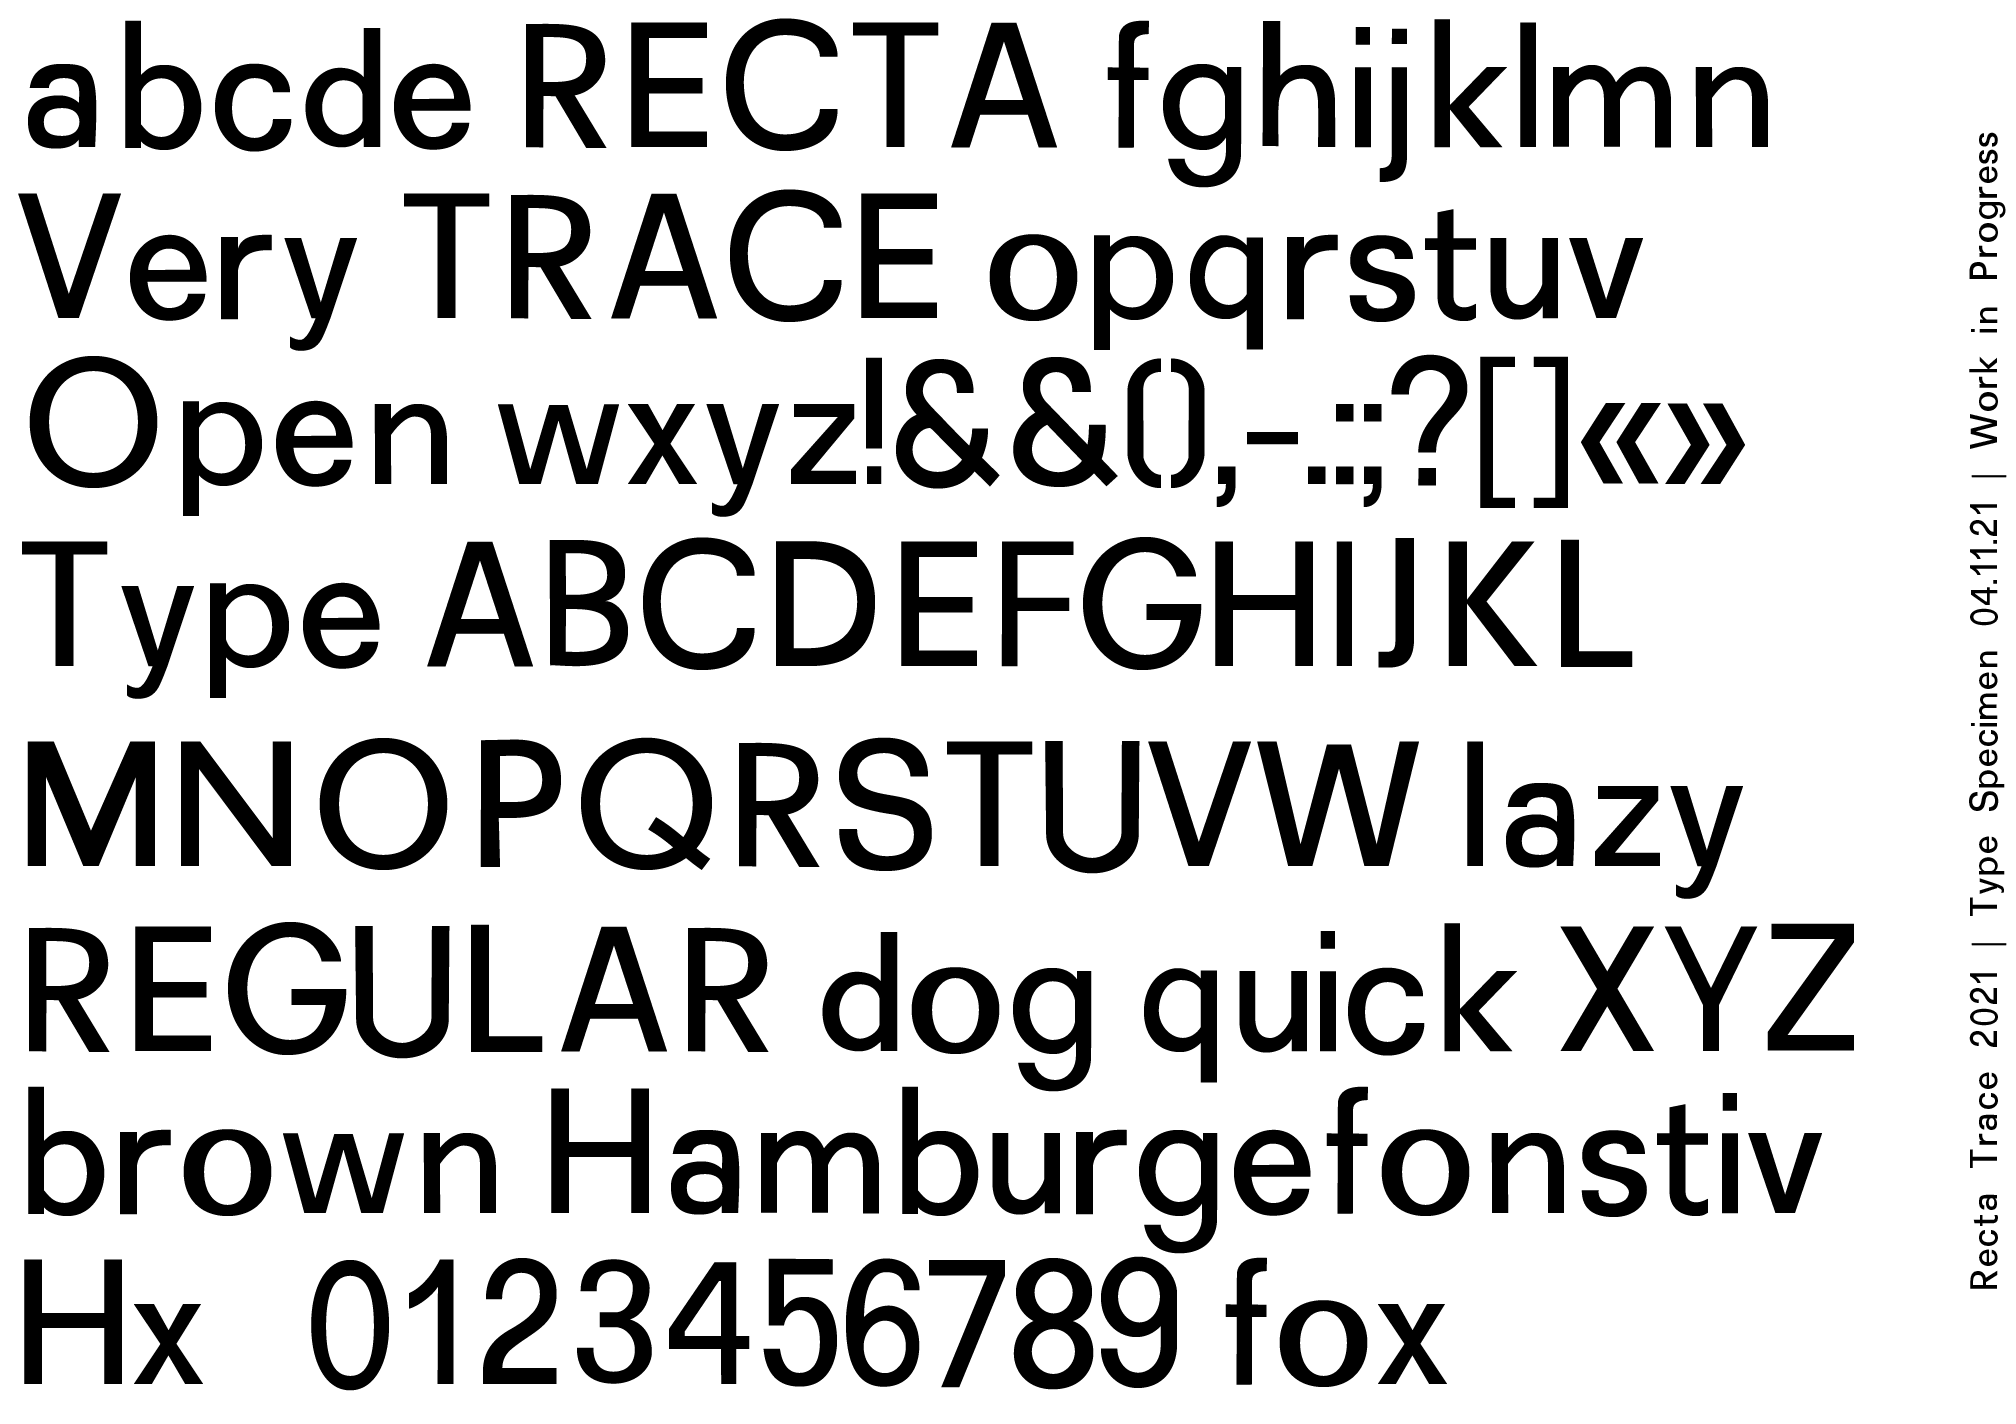 abcde RECTA fghijklmn
Very TRACE opqrstuv
Open wxyz!&&(),-.:;?[]«»
Type ABCDEFGHIJKL
MNOPQRSTUVW lazy
REGULAR dog quick XYZ
brown Hamburgefonstiv
Hx 0123456789 fox
Recta Trace 2021 | Type Specimen 04.11.21 | Work in Progress